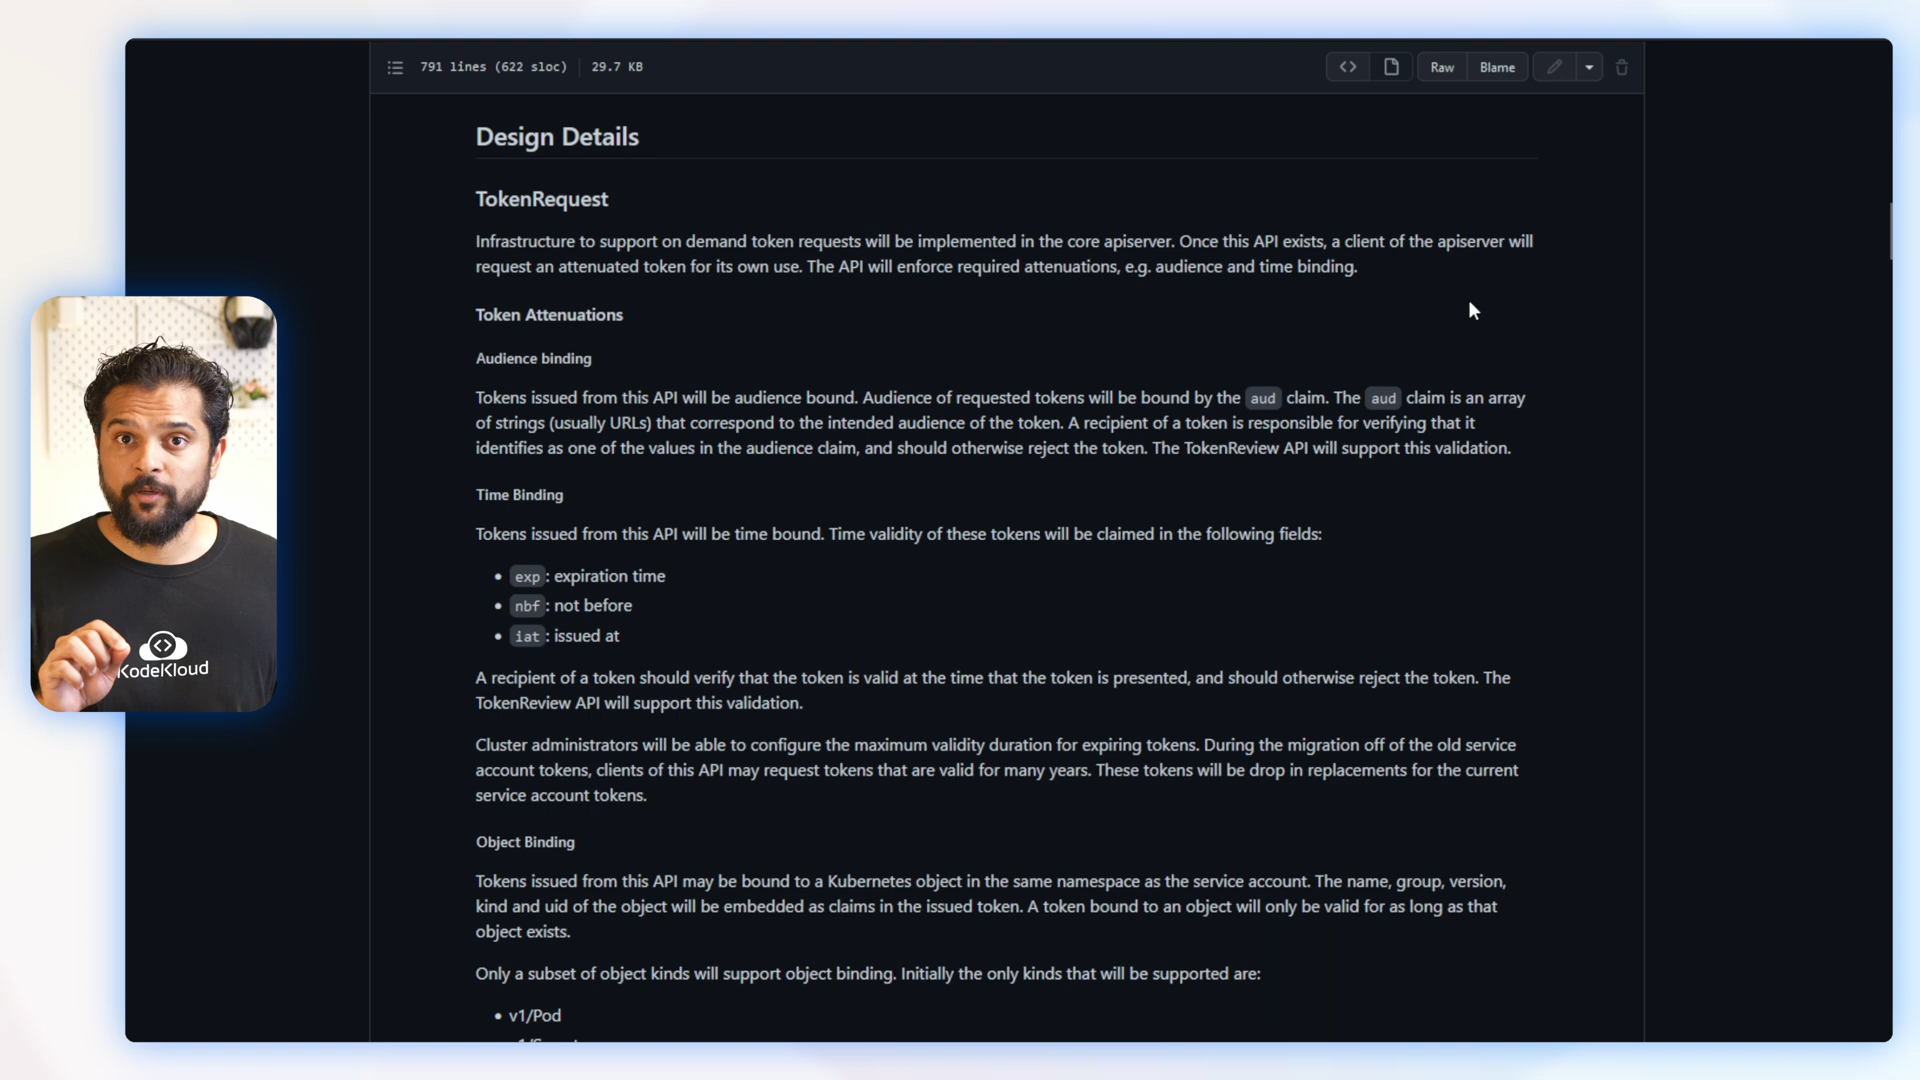 791 lines (622 sloc) 29.7 KB
Raw Blame
Design Details
TokenRequest
Infrastructure to support on demand token requests will be implemented in the core apiserver. Once this API exists, a client of the apiserver will
request an attenuated token for its own use. The API will enforce required attenuations, e.g. audience and time binding.
Token Attenuations
Audience binding
Tokens issued from this API will be audience bound. Audience of requested tokens will be bound by the aud claim. The aud claim is an array
of strings (usually URLs) that correspond to the intended audience of the token. A recipient of a token is responsible for verifying that it
identifies as one of the values in the audience claim, and should otherwise reject the token. The TokenReview API will support this validation.
Time Binding
Tokens issued from this API will be time bound. Time validity of these tokens will be claimed in the following fields:
• exp: expiration time
• nbf: not before
• iat: issued at
A recipient of a token should verify that the token is valid at the time that the token is presented, and should otherwise reject the token. The
TokenReview API will support this validation.
Cluster administrators will be able to configure the maximum validity duration for expiring tokens. During the migration off of the old service
account tokens, clients of this API may request tokens that are valid for many years. These tokens will be drop in replacements for the current
service account tokens.
Object Binding
Tokens issued from this API may be bound to a Kubernetes object in the same namespace as the service account. The name, group, version,
kind and uid of the object will be embedded as claims in the issued token. A token bound to an object will only be valid for as long as that
object exists.
Only a subset of object kinds will support object binding. Initially the only kinds that will be supported are:
• v1/Pod
KodeKloud